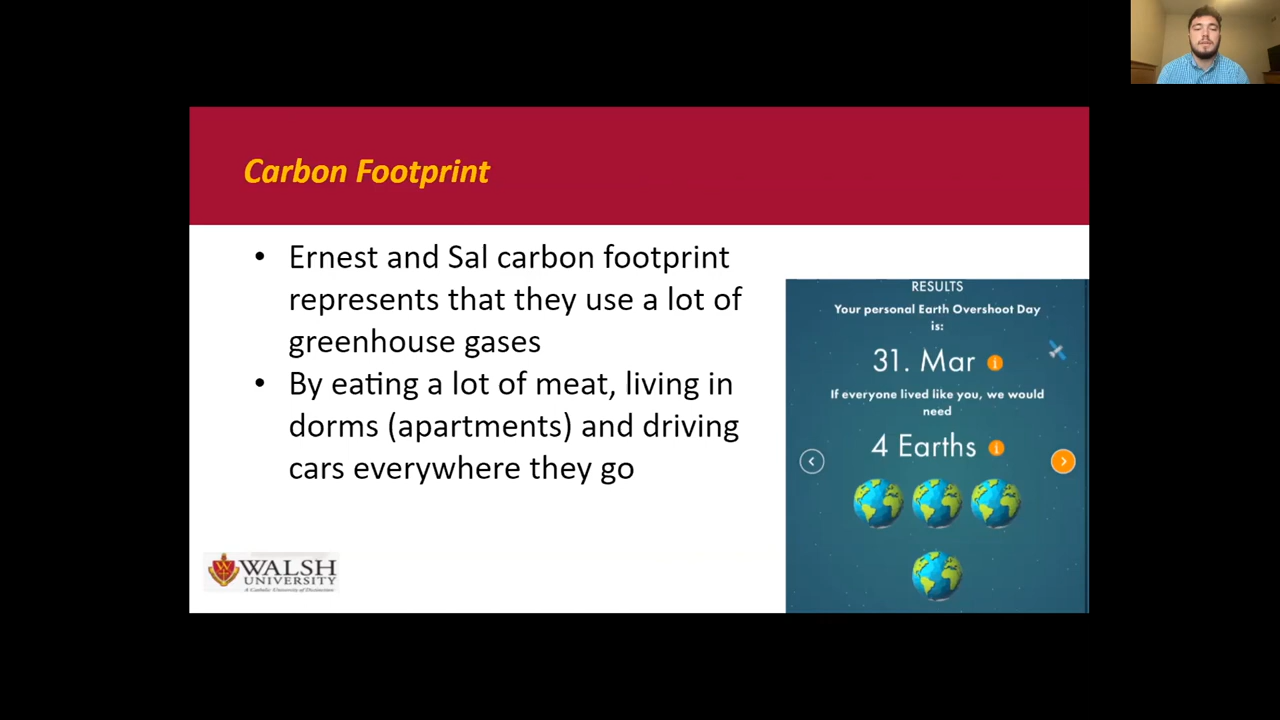 Carbon Footprint
• Ernest and Sal carbon footprint
represents that they use a lot of
greenhouse gases
• By eating a lot of meat, living in
dorms (apartments) and driving
cars everywhere they go
RESULTS
Your personal Earth Overshoot Day
is:
31. Mar i
If everyone lived like you, we would
need
4 Earths i
W WALSH
UNIVERSITY
A Catholic University of Distinction